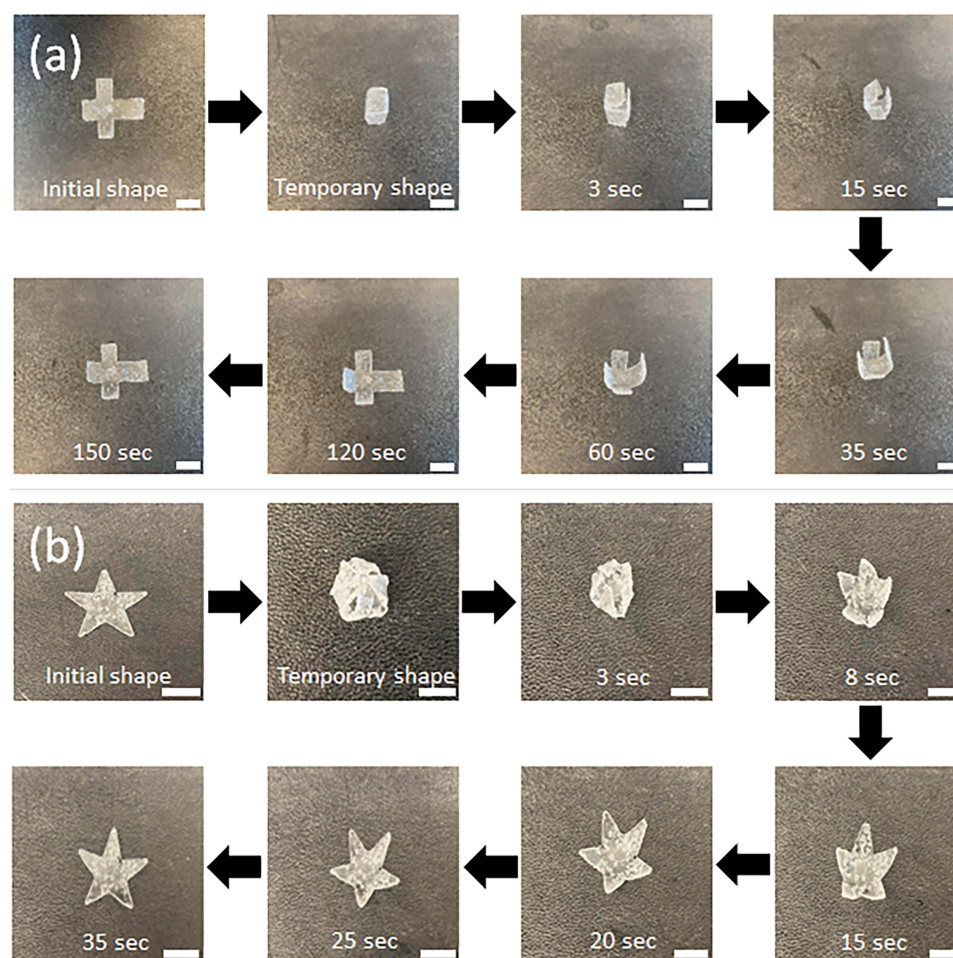 (a)
Initial shape
Temporary shape
3 sec
15 sec
35 sec
60 sec
120 sec
150 sec
(b)
Initial shape
Temporary shape
3 sec
8 sec
15 sec
20 sec
25 sec
35 sec